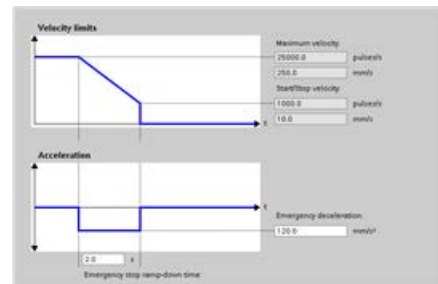 Velocity limits
Maximum velocity:
25000.0 pulses/s
250.0 mm/s
Start/Stop velocity:
1000.0 pulses/s
10.0 mm/s
t
Acceleration
t
Emergency deceleration:
120.0 mm/s²
2.0 s
Emergency stop ramp-down time: